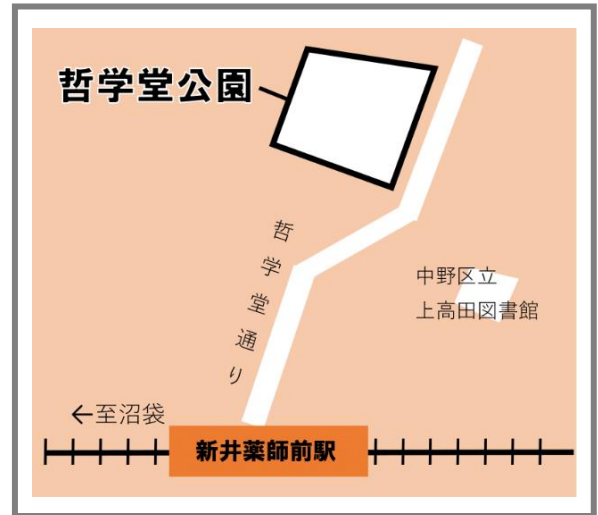 哲学堂公園
哲学堂通り
中野区立
上高田図書館
←至沼袋
新井薬師前駅